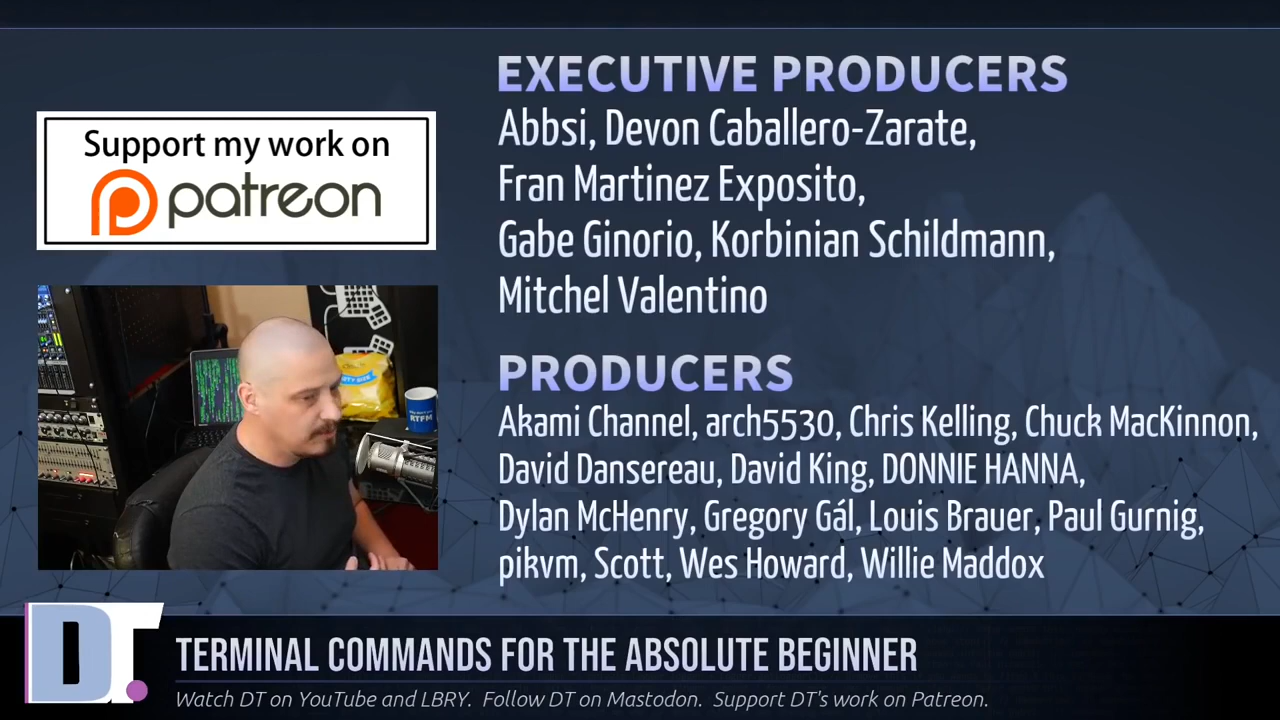 EXECUTIVE PRODUCERS
Abbsi, Devon Caballero-Zarate,
Fran Martinez Exposito,
Gabe Ginorio, Korbinian Schildmann,
Mitchel Valentino
Support my work on
patreon
PRODUCERS
Akami Channel, arch5530, Chris Kelling, Chuck MacKinnon,
David Dansereau, David King, DONNIE HANNA,
Dylan McHenry, Gregory Gál, Louis Brauer, Paul Gurnig,
pikvm, Scott, Wes Howard, Willie Maddox
RTFM
DT.
TERMINAL COMMANDS FOR THE ABSOLUTE BEGINNER
Watch DT on YouTube and LBRY. Follow DT on Mastodon. Support DT's work on Patreon.